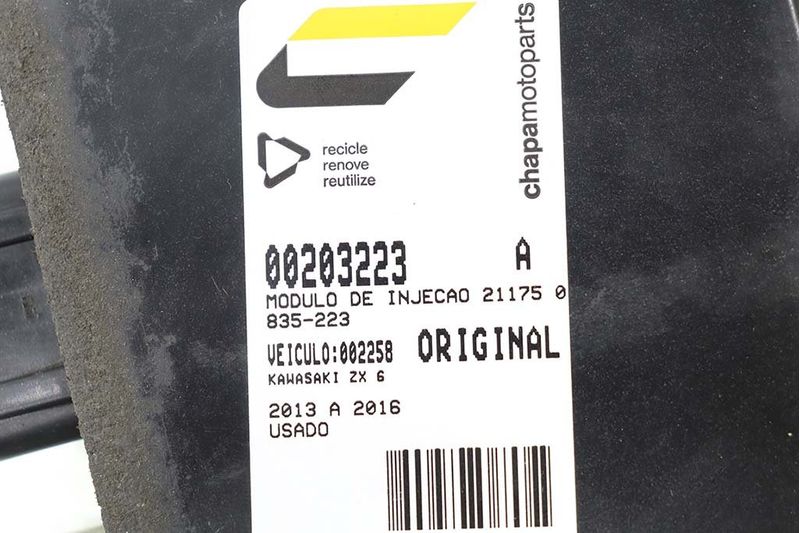 chapamotoparts
recicle
renove
reutilize
00203223 A
MODULO DE INJECAO 21175 0
835-223
VEICULO:002258 ORIGINAL
KAWASAKI ZX 6
2013 A 2016
USADO